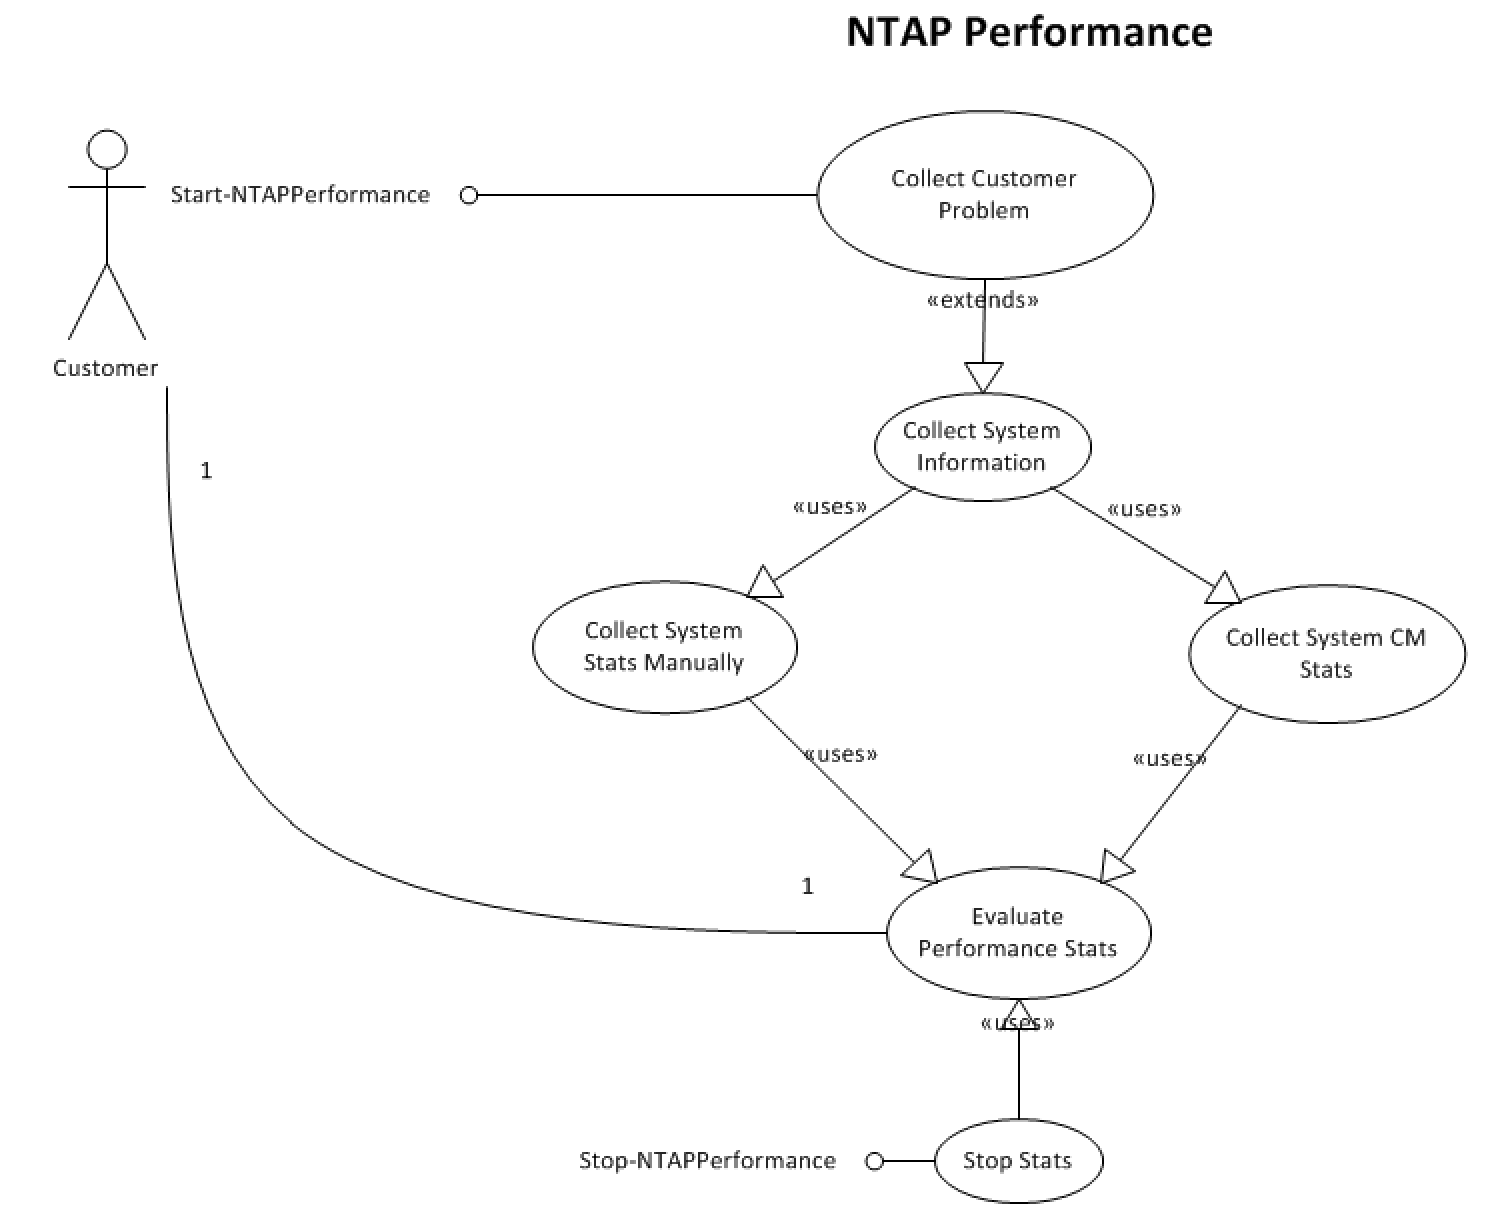 NTAP Performance
Start-NTAPPerformance
Collect Customer
Problem
«extends»
Customer
Collect System
Information
1
«uses»
«uses»
Collect System
Stats Manually
Collect System CM
Stats
«uses»
«uses»
1
Evaluate
Performance Stats
«uses»
Stop-NTAPPerformance
Stop Stats